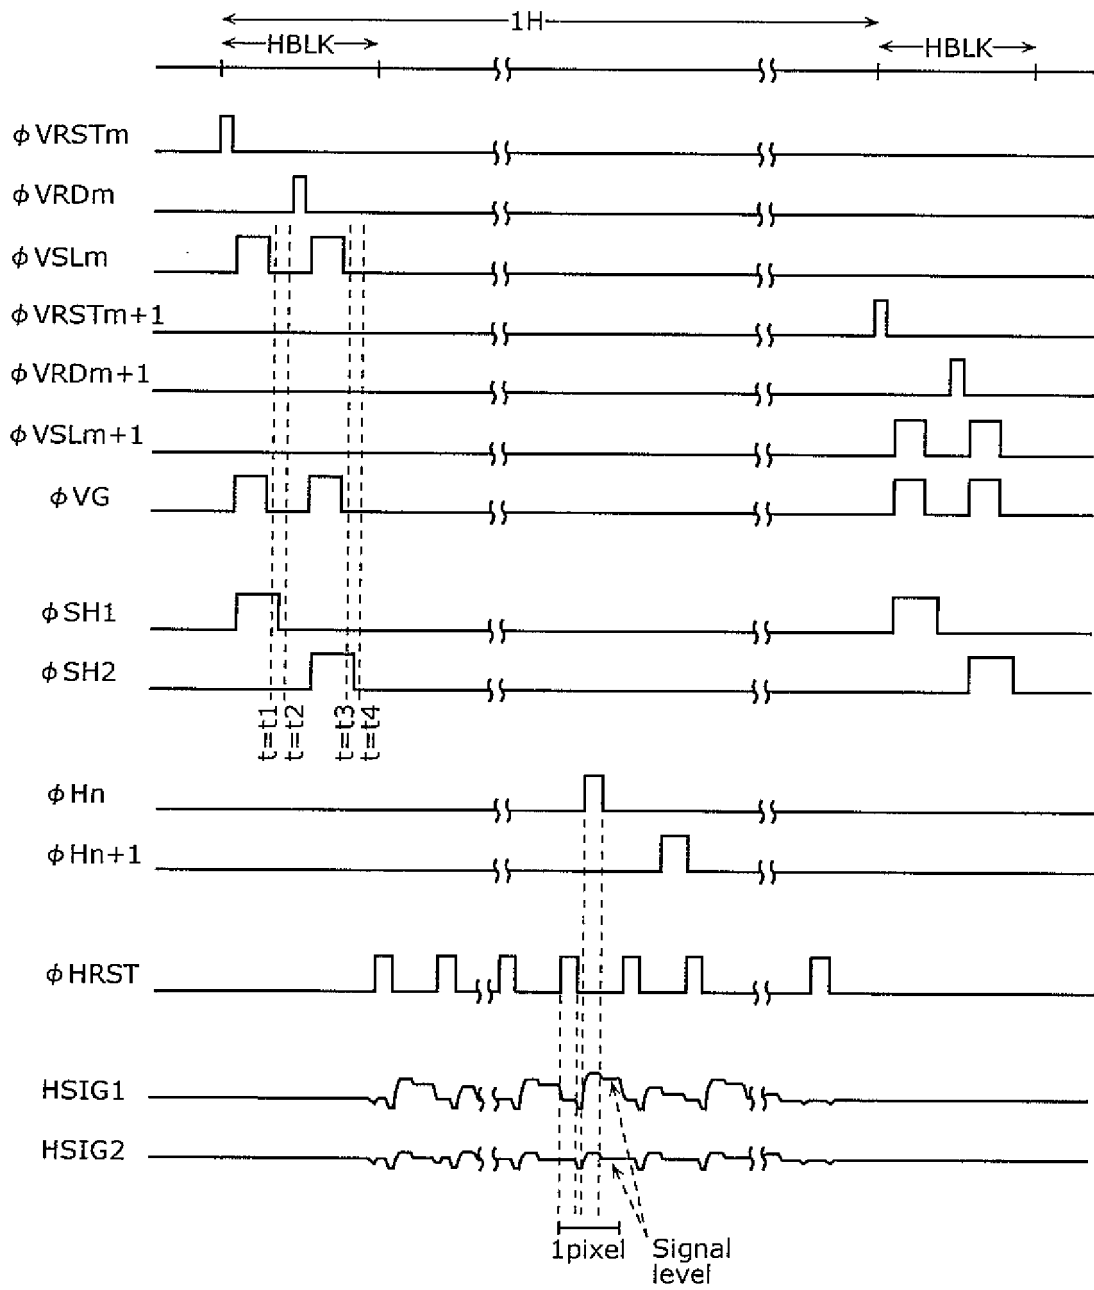 1H
HBLK HBLK
ϕVRSTm
ϕVRDm
ϕVSLm
ϕVRSTm+1
ϕVRDm+1
ϕVSLm+1
ϕVG
ϕSH1
ϕSH2
t=t1 t=t2 t=t3 t=t4
ϕHn
ϕHn+1
ϕHRST
HSIG1
HSIG2
1pixel Signal
level